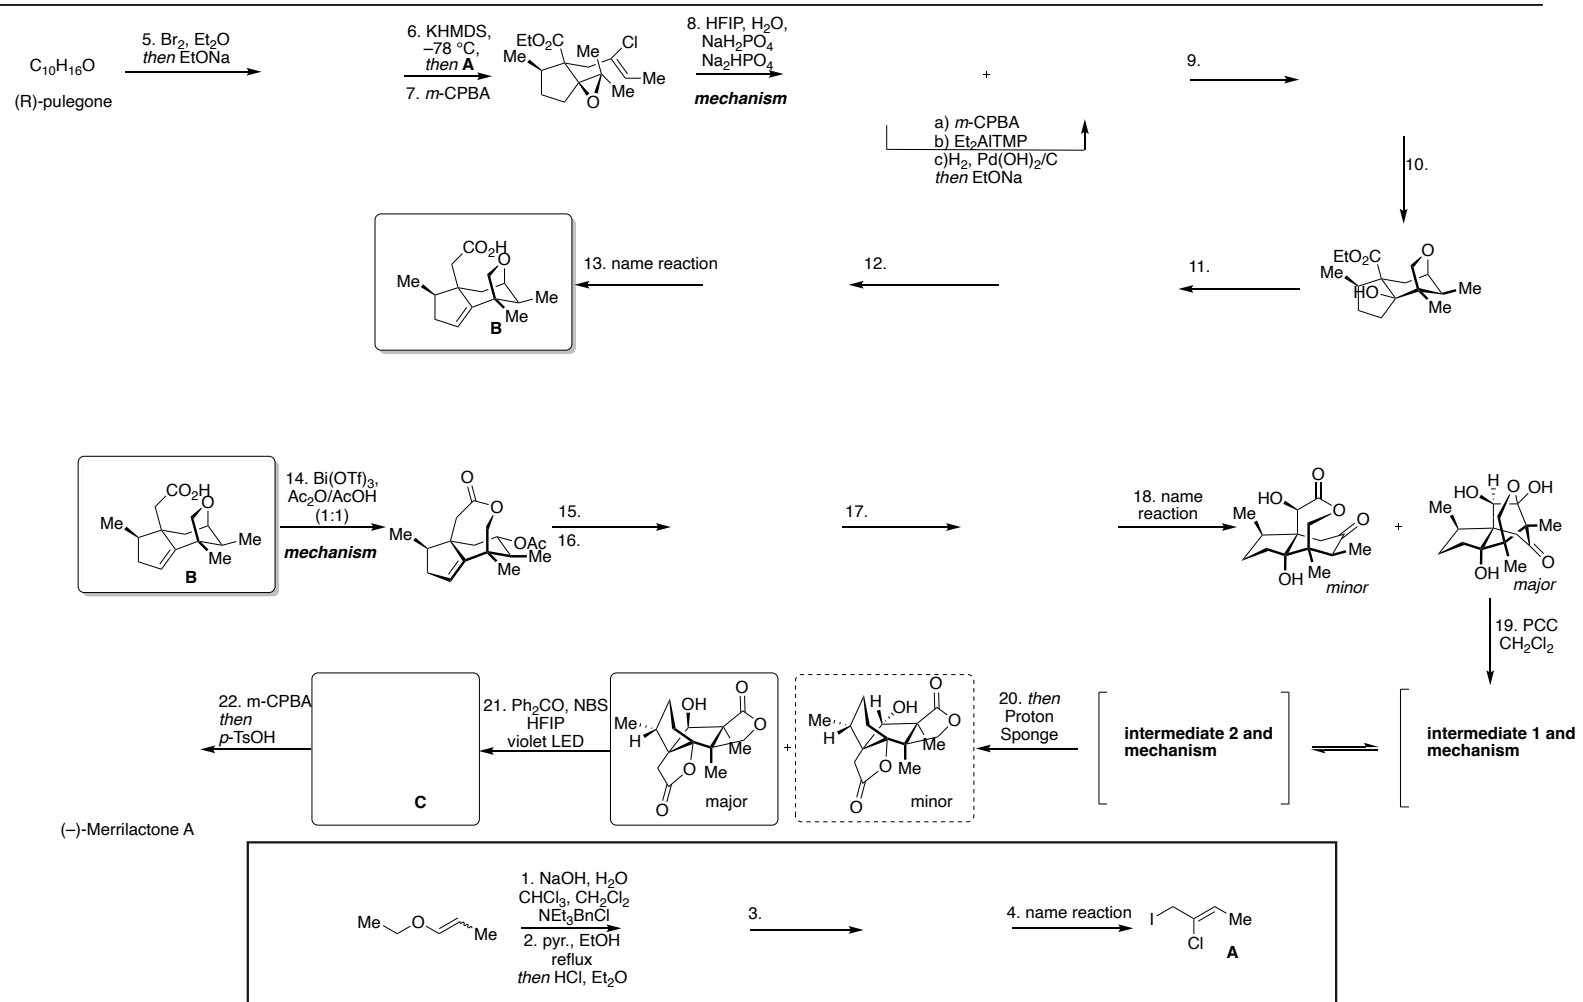 C10H16O
(R)-pulegone
5. Br2, Et2O
then EtONa
6. KHMDS,
–78 °C,
then A
7. m-CPBA
EtO2C
Me
Me
Cl
Me
Me
O
8. HFIP, H2O,
NaH2PO4
Na2HPO4
mechanism
+
a) m-CPBA
b) Et2AlTMP
c)H2, Pd(OH)2/C
then EtONa
9.
10.
EtO2C
O
Me
HO
Me
Me
11.
12.
13. name reaction
CO2H
O
Me
Me
Me
B
CO2H
O
Me
Me
Me
B
14. Bi(OTf)3,
Ac2O/AcOH
(1:1)
mechanism
O
O
Me
OAc
Me
Me
15.
16.
17.
18. name
reaction
O
HO
O
Me
O
Me
OH
Me
minor
+
H
HO
O
OH
Me
Me
OH
Me
O
major
19. PCC
CH2Cl2
intermediate 1 and
mechanism
intermediate 2 and
mechanism
20. then
Proton
Sponge
H
OH
O
O
Me
H
Me
Me
O
O
minor
+
OH
O
O
Me
H
Me
Me
O
O
major
21. Ph2CO, NBS
HFIP
violet LED
C
22. m-CPBA
then
p-TsOH
(–)-Merrilactone A
Me
O
Me
1. NaOH, H2O
CHCl3, CH2Cl2
NEt3BnCl
2. pyr., EtOH
reflux
then HCl, Et2O
3.
4. name reaction
I
Me
Cl
A